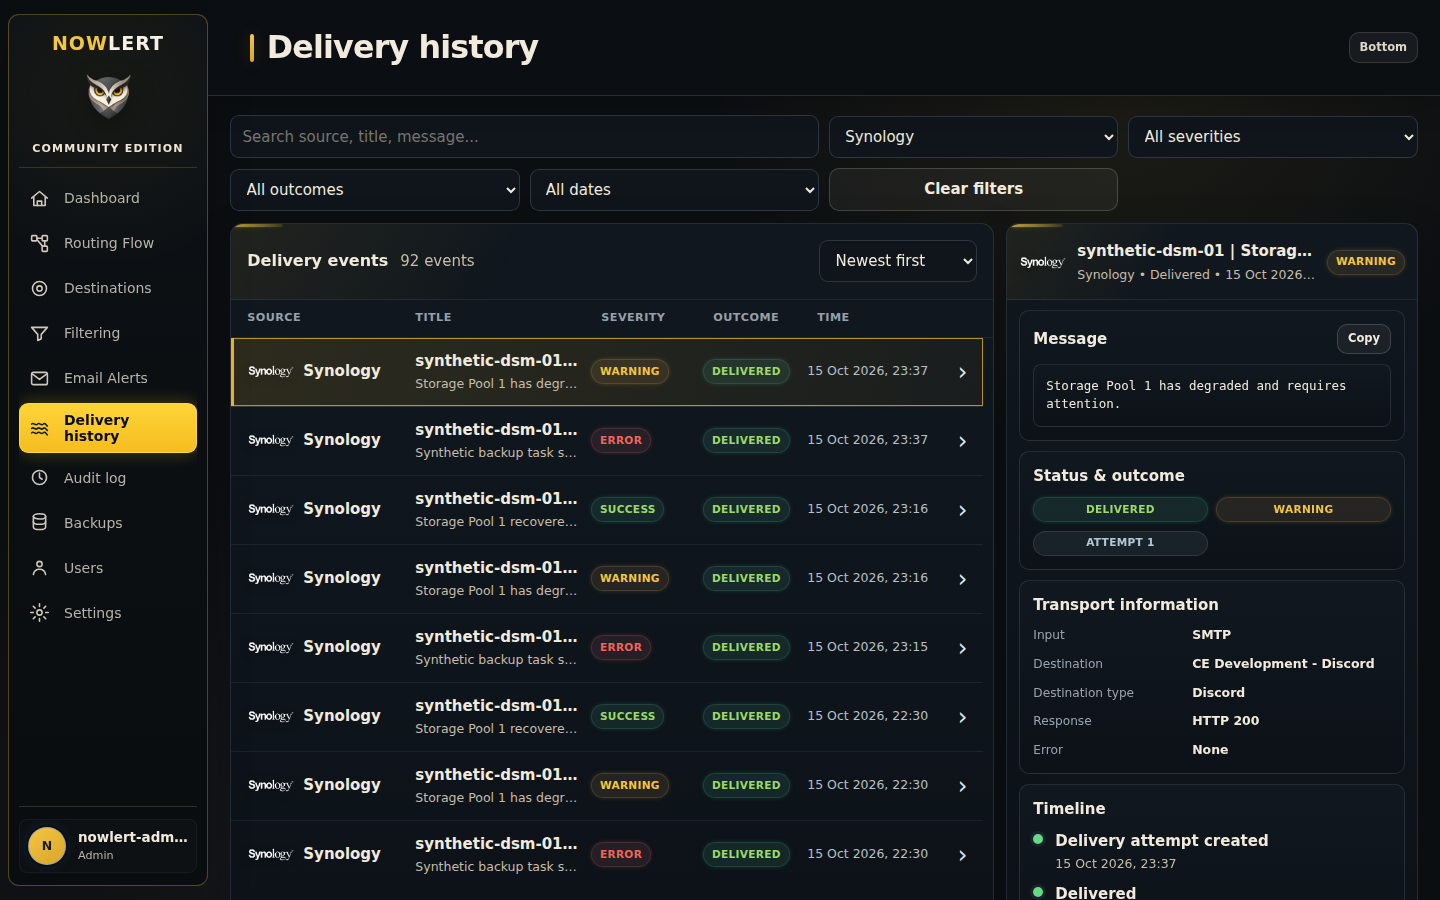 NOWLERT
COMMUNITY EDITION
Dashboard
Routing Flow
Destinations
Filtering
Email Alerts
Delivery
history
Audit log
Backups
Users
Settings
N
nowlert-adm...
Admin
Delivery history
Bottom
Search source, title, message...
Synology
All severities
All outcomes
All dates
Clear filters
Delivery events 92 events
Newest first
SOURCE TITLE SEVERITY OUTCOME TIME
Synology Synology synthetic-dsm-01... WARNING DELIVERED 15 Oct 2026, 23:37
Storage Pool 1 has degr...
Synology Synology synthetic-dsm-01... ERROR DELIVERED 15 Oct 2026, 23:37
Synthetic backup task s...
Synology Synology synthetic-dsm-01... SUCCESS DELIVERED 15 Oct 2026, 23:16
Storage Pool 1 recovere...
Synology Synology synthetic-dsm-01... WARNING DELIVERED 15 Oct 2026, 23:16
Storage Pool 1 has degr...
Synology Synology synthetic-dsm-01... ERROR DELIVERED 15 Oct 2026, 23:15
Synthetic backup task s...
Synology Synology synthetic-dsm-01... SUCCESS DELIVERED 15 Oct 2026, 22:30
Storage Pool 1 recovere...
Synology Synology synthetic-dsm-01... WARNING DELIVERED 15 Oct 2026, 22:30
Storage Pool 1 has degr...
Synology Synology synthetic-dsm-01... ERROR DELIVERED 15 Oct 2026, 22:30
Synthetic backup task s...
Synology synthetic-dsm-01 | Storag... WARNING
Synology • Delivered • 15 Oct 2026...
Message Copy
Storage Pool 1 has degraded and requires
attention.
Status & outcome
DELIVERED WARNING
ATTEMPT 1
Transport information
Input SMTP
Destination CE Development - Discord
Destination type Discord
Response HTTP 200
Error None
Timeline
Delivery attempt created
15 Oct 2026, 23:37
Delivered